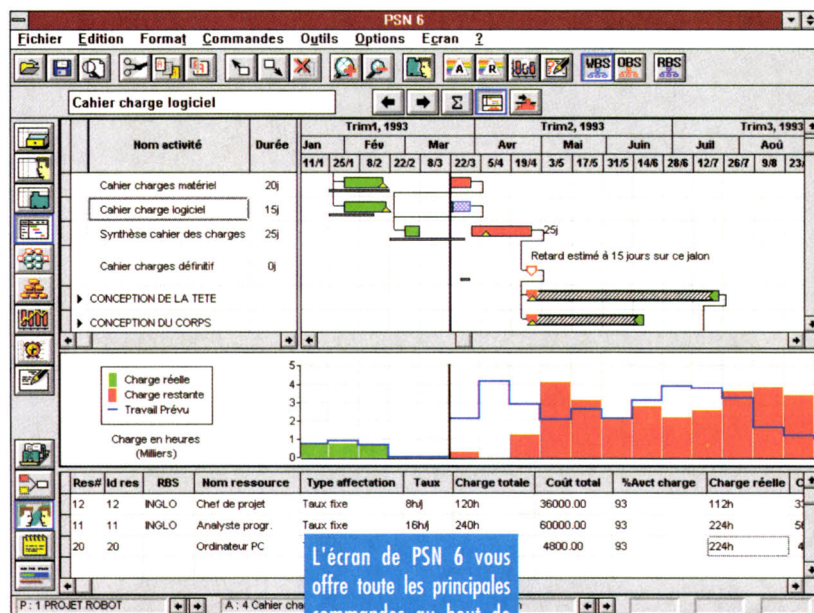 PSN 6
Fichier Edition Format Commandes Outils Options Ecran ?
A R WBS OBS RBS
Cahier charge logiciel Σ
Trim1, 1993 Trim2, 1993 Trim3, 1993
Nom activité Durée Jan Fév Mar Avr Mai Juin Juil Aoû
11/1 25/1 8/2 22/2 8/3 22/3 5/4 19/4 3/5 17/5 31/5 14/6 28/6 12/7 26/7 9/8 23/
Cahier charges matériel 20j
Cahier charge logiciel 15j
Synthèse cahier des charges 25j 25j
Retard estimé à 15 jours sur ce jalon
Cahier charges définitif 0j
CONCEPTION DE LA TETE
CONCEPTION DU CORPS
5
4
3
2
1
0
Charge réelle
Charge restante
Travail Prévu
Charge en heures
(Milliers)
Res# Id res RBS Nom ressource Type affectation Taux Charge totale Coût total %Avct charge Charge réelle C
12 12 INGLO Chef de projet Taux fixe 8h/j 120h 36000.00 93 112h
11 11 INGLO Analyste progr. Taux fixe 16h/j 240h 60000.00 93 224h
20 20 Ordinateur PC 4800.00 93 224h 4
L'écran de PSN 6 vous
offre toute les principales
commandes au bout de
P : 1 PROJET ROBOT A : 4 Cahier cha